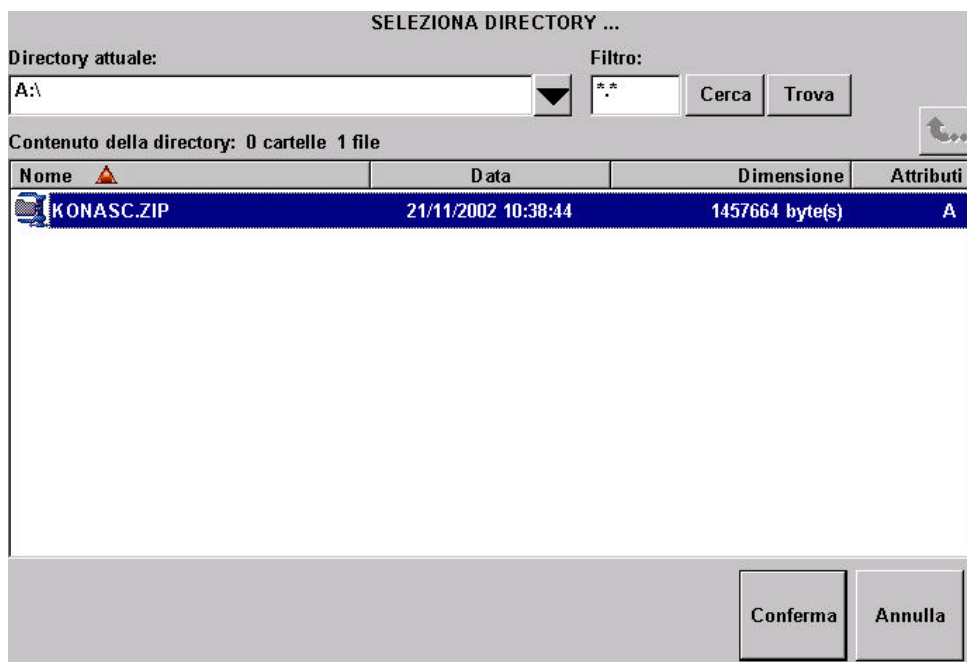 SELEZIONA DIRECTORY ...
Directory attuale: Filtro:
A:\ *.* Cerca Trova
Contenuto della directory: 0 cartelle 1 file
Nome Data Dimensione Attributi
KONASC.ZIP 21/11/2002 10:38:44 1457664 byte(s) A
Conferma Annulla